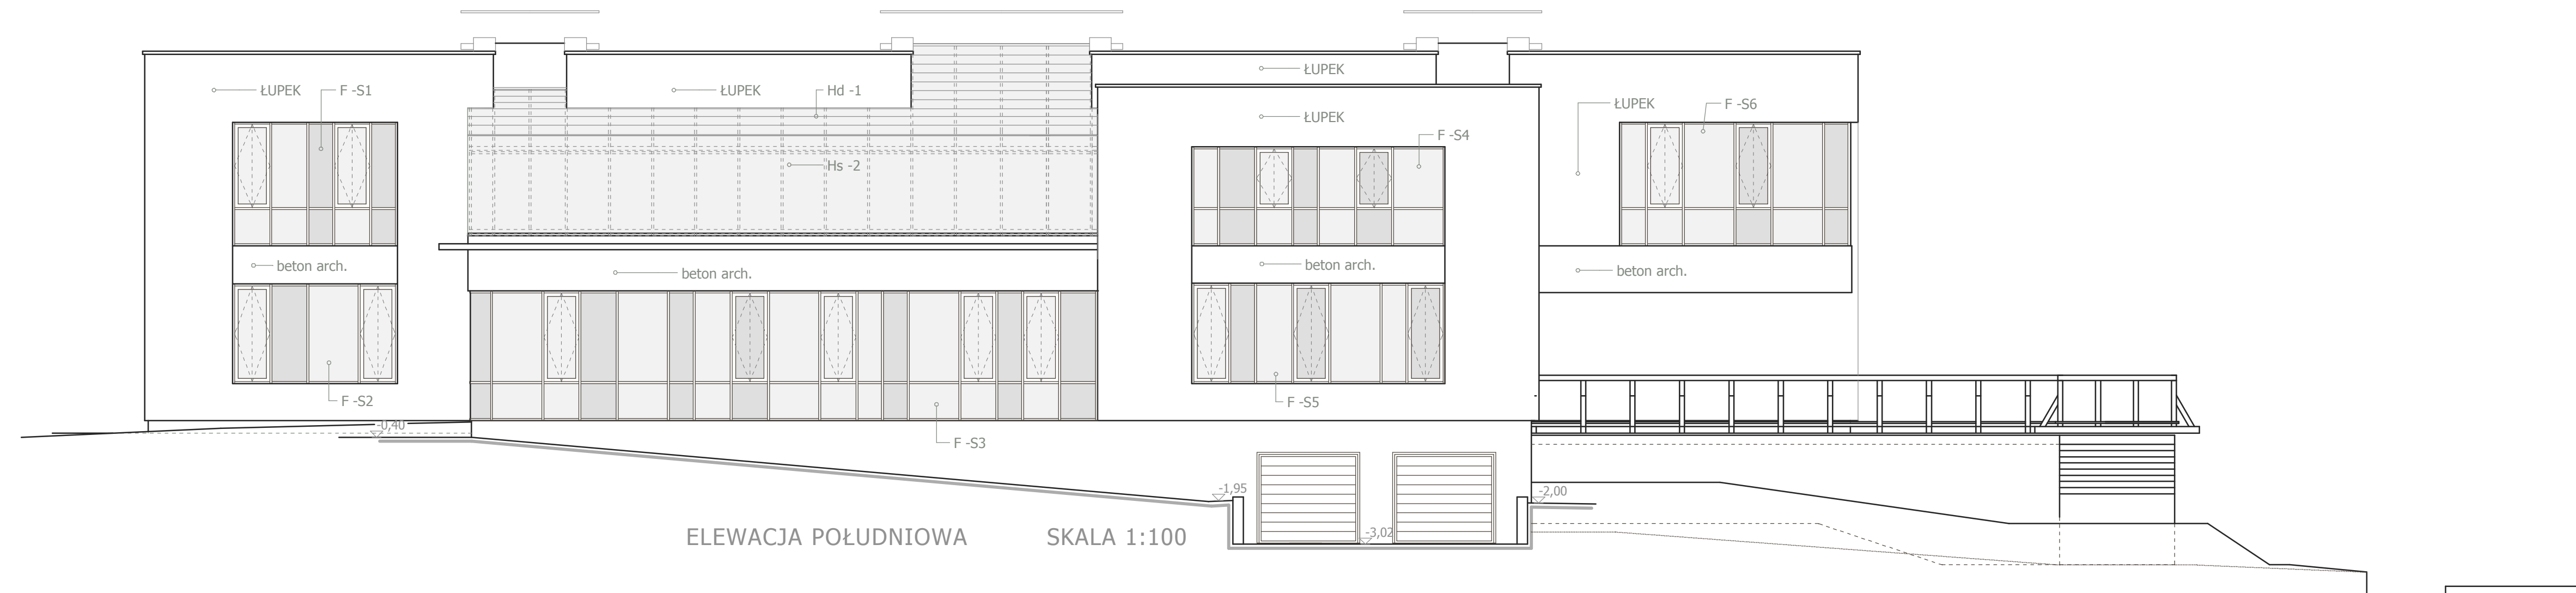 ŁUPEK
ŁUPEK F -S1 ŁUPEK Hd -1
ŁUPEK F -S6
ŁUPEK
F -S4
Hs -2
beton arch.
beton arch.
beton arch.
beton arch.
F -S2
F -S5
-0,40
F -S3
-1,95
-2,00
-3,02
ELEWACJA POŁUDNIOWA SKALA 1:100